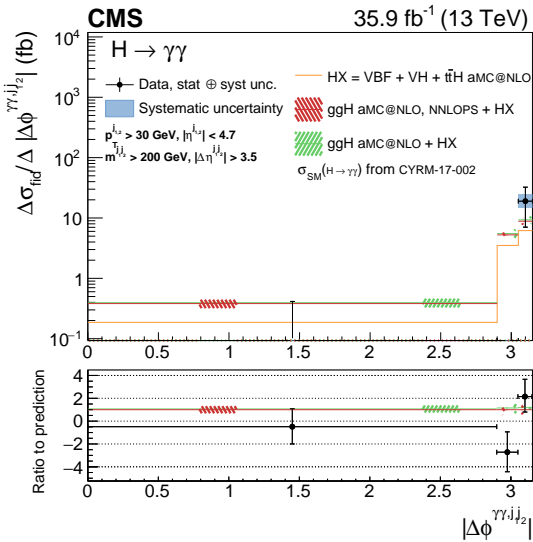 CMS 35.9 fb⁻¹ (13 TeV)
Δσ_fid/ Δ |Δϕ^γγ,j₁j₂| (fb)
H → γγ
Data, stat ⊕ syst unc.
Systematic uncertainty
p_T^j₁,₂ > 30 GeV, |η^j₁,₂| < 4.7
m^j₁j₂ > 200 GeV, |Δη^j₁j₂| > 3.5
HX = VBF + VH + tt̄H aMC@NLO
ggH aMC@NLO, NNLOPS + HX
ggH aMC@NLO + HX
σ_SM(H→γγ) from CYRM-17-002
10⁴
10³
10²
10
1
10⁻¹
0 0.5 1 1.5 2 2.5 3
Ratio to prediction
4
2
0
−2
−4
0 0.5 1 1.5 2 2.5 3
|Δϕ^γγ,j₁j₂|